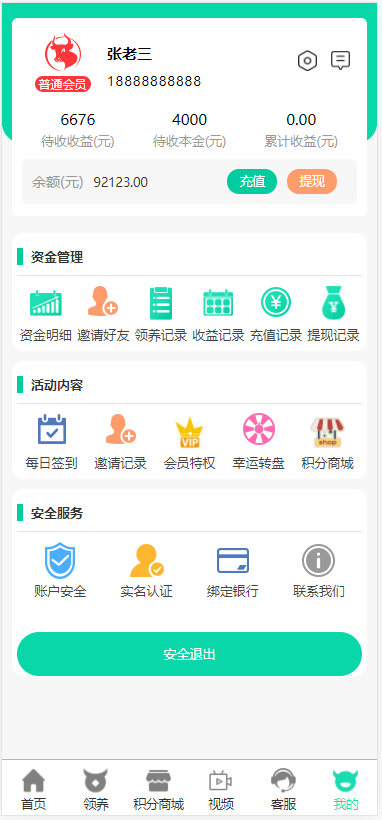 张老三
普通会员
18888888888
6676 4000 0.00
待收收益(元) 待收本金(元) 累计收益(元)
余额(元) 92123.00 充值 提现
资金管理
资金明细 邀请好友 领养记录 收益记录 充值记录 提现记录
活动内容
VIP shop
每日签到 邀请记录 会员特权 幸运转盘 积分商城
安全服务
账户安全 实名认证 绑定银行 联系我们
安全退出
首页 领养 积分商城 视频 客服 我的